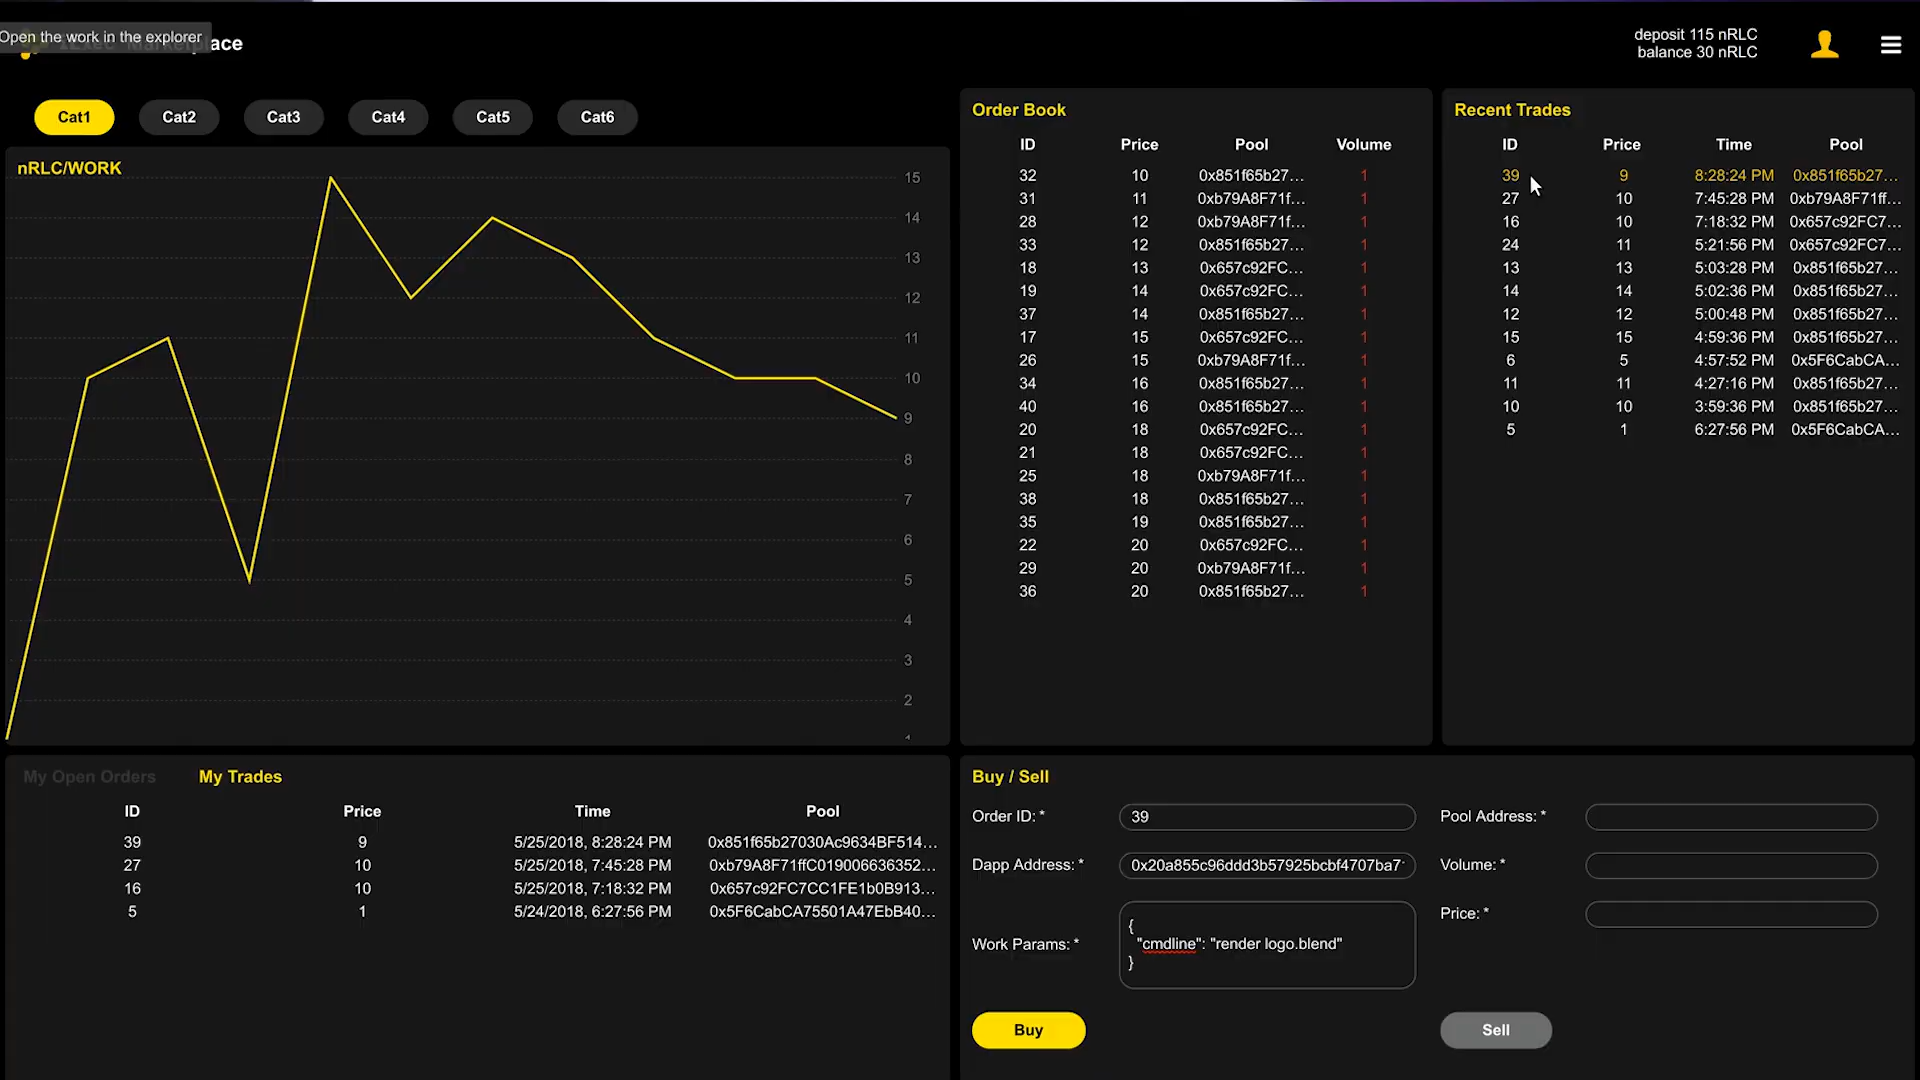 Open the work in the explorer
ace
deposit 115 nRLC
balance 30 nRLC
Cat1 Cat2 Cat3 Cat4 Cat5 Cat6
nRLC/WORK
15
14
13
12
11
10
9
8
7
6
5
4
3
2
Order Book
ID Price Pool Volume
32 10 0x851f65b27... 1
31 11 0xb79A8F71f... 1
28 12 0xb79A8F71f... 1
33 12 0x851f65b27... 1
18 13 0x657c92FC... 1
19 14 0x657c92FC... 1
37 14 0x851f65b27... 1
17 15 0x657c92FC... 1
26 15 0xb79A8F71f... 1
34 16 0x851f65b27... 1
40 16 0x851f65b27... 1
20 18 0x657c92FC... 1
21 18 0x657c92FC... 1
25 18 0xb79A8F71f... 1
38 18 0x851f65b27... 1
35 19 0x851f65b27... 1
22 20 0x657c92FC... 1
29 20 0xb79A8F71f... 1
36 20 0x851f65b27... 1
Recent Trades
ID Price Time Pool
39 9 8:28:24 PM 0x851f65b27...
27 10 7:45:28 PM 0xb79A8F71ff...
16 10 7:18:32 PM 0x657c92FC7...
24 11 5:21:56 PM 0x657c92FC7...
13 13 5:03:28 PM 0x851f65b27...
14 14 5:02:36 PM 0x851f65b27...
12 12 5:00:48 PM 0x851f65b27...
15 15 4:59:36 PM 0x851f65b27...
6 5 4:57:52 PM 0x5F6CabCA...
11 11 4:27:16 PM 0x851f65b27...
10 10 3:59:36 PM 0x851f65b27...
5 1 6:27:56 PM 0x5F6CabCA...
My Open Orders My Trades
ID Price Time Pool
39 9 5/25/2018, 8:28:24 PM 0x851f65b27030Ac9634BF514...
27 10 5/25/2018, 7:45:28 PM 0xb79A8F71ffC019006636352...
16 10 5/25/2018, 7:18:32 PM 0x657c92FC7CC1FE1b0B913...
5 1 5/24/2018, 6:27:56 PM 0x5F6CabCA75501A47EbB40...
Buy / Sell
Order ID: * 39
Dapp Address: * 0x20a855c96ddd3b57925bcbf4707ba7
Work Params: *
{
"cmdline": "render logo.blend"
}
Buy
Pool Address: *
Volume: *
Price: *
Sell